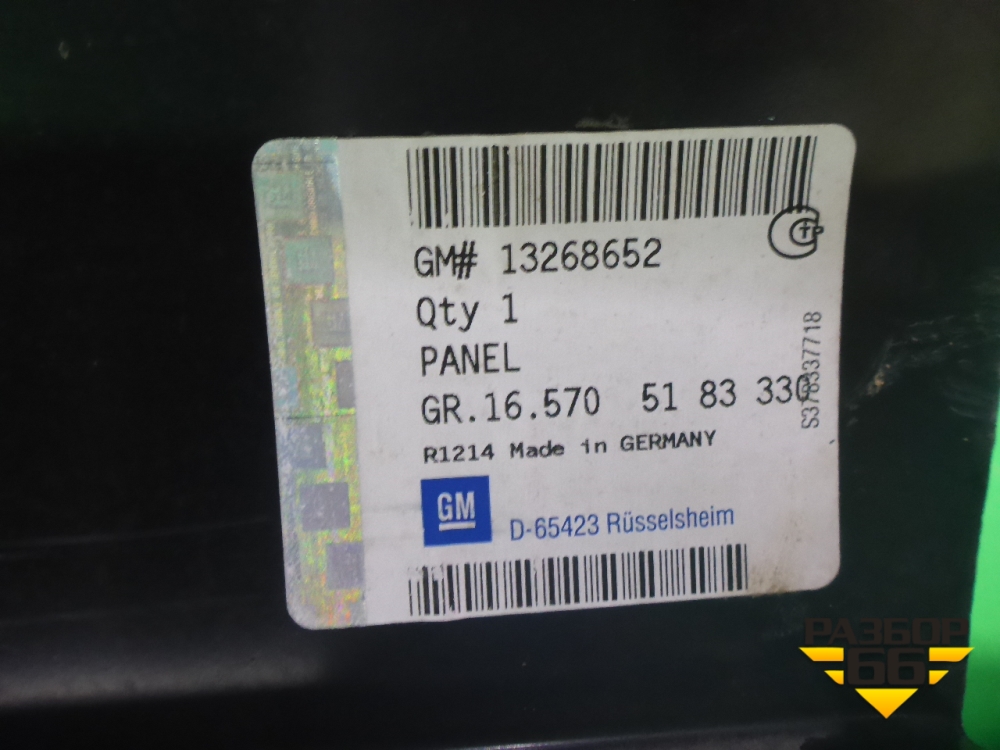 GM# 13268652
Qty 1
PANEL
GR.16.570 51 83 330
R1214 Made in GERMANY
GM
D-65423 Rüsselsheim
S378337718
РАЗБОР
66